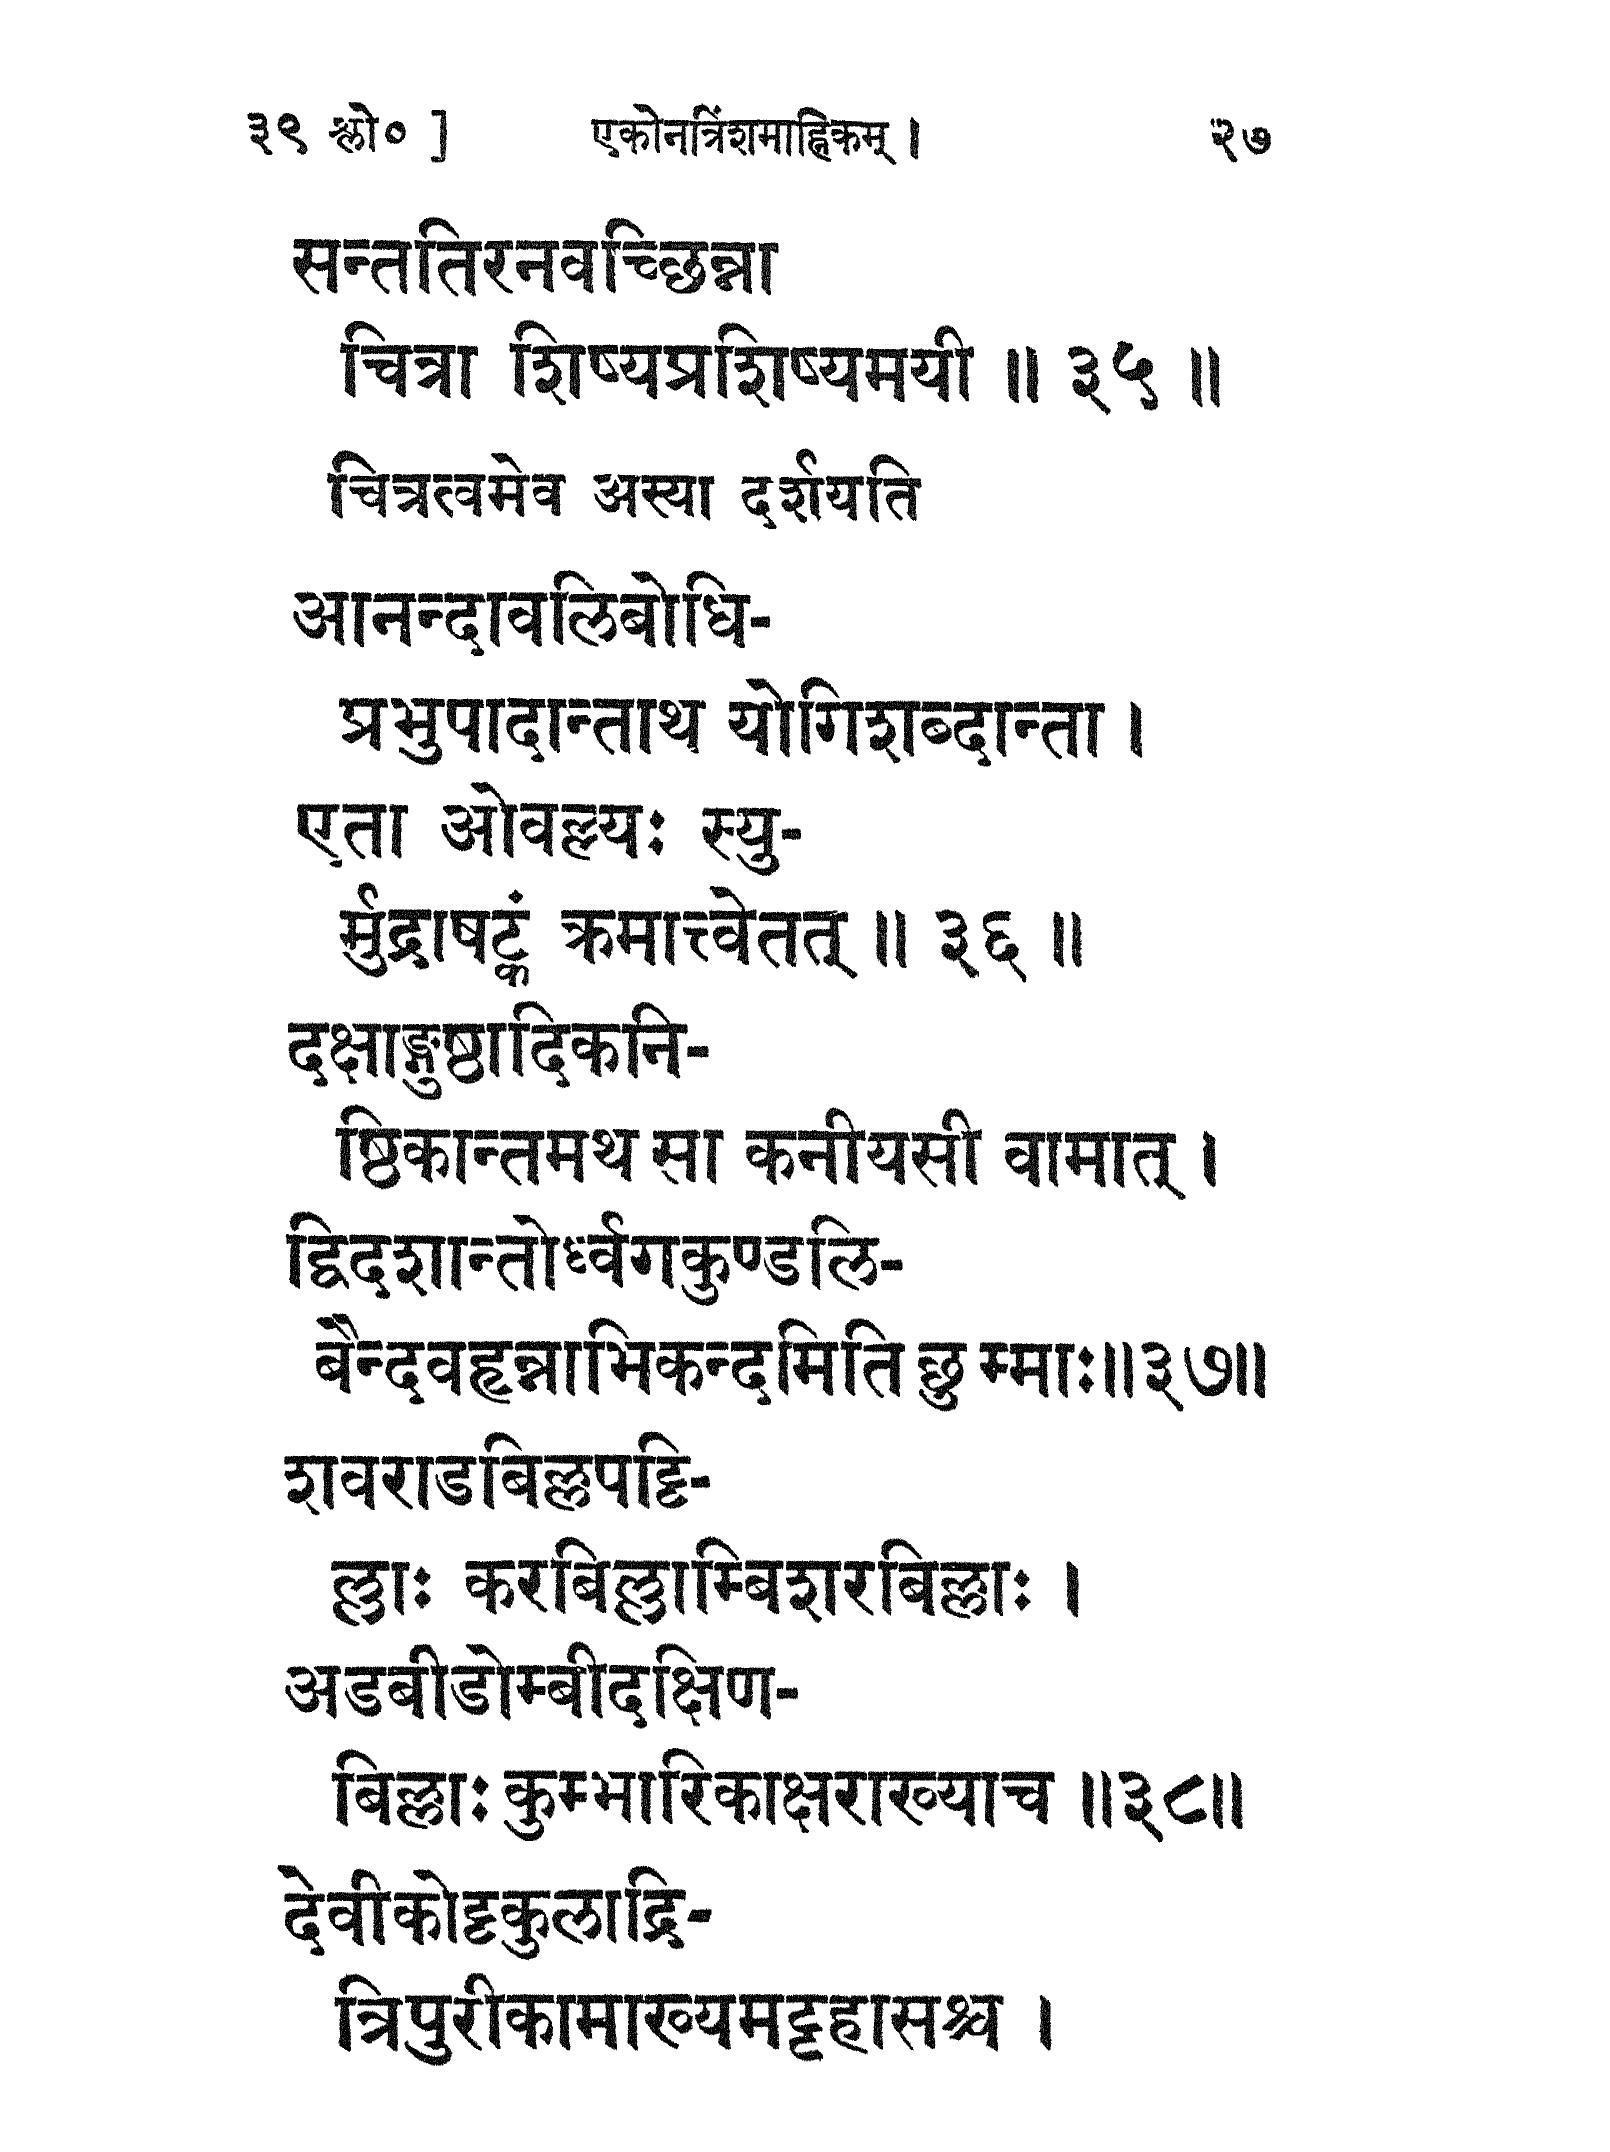 ३९ श्लो० ] एकोनत्रिंशमाह्निकम् । २७
सन्ततिरनवच्छिन्ना
चित्रा शिष्यप्रशिष्यमयी ॥ ३५ ॥
चित्रत्वमेव अस्या दर्शयति
आनन्दावलिबोधि-
प्रभुपादान्ताथ योगिशब्दान्ता ।
एता ओवल्ल्यः स्यु-
र्मुद्राषट्कं क्रमात्त्वेतत् ॥ ३६ ॥
दक्षाङ्गुष्ठादिकनि-
ष्ठिकान्तमथ सा कनीयसी वामात् ।
द्विदशान्तोर्ध्वगकुण्डलि-
बैन्दवहृन्नाभिकन्दमिति छुम्माः॥३७॥
शवराडबिल्लपट्टि-
ल्लाः करबिल्लाम्बिशरबिल्लाः ।
अडबीडोम्बीदक्षिण-
बिल्लाः कुम्भारिकाक्षराख्याच ॥३८॥
देवीकोट्टकुलाद्रि-
त्रिपुरीकामाख्यमट्टहासश्च ।